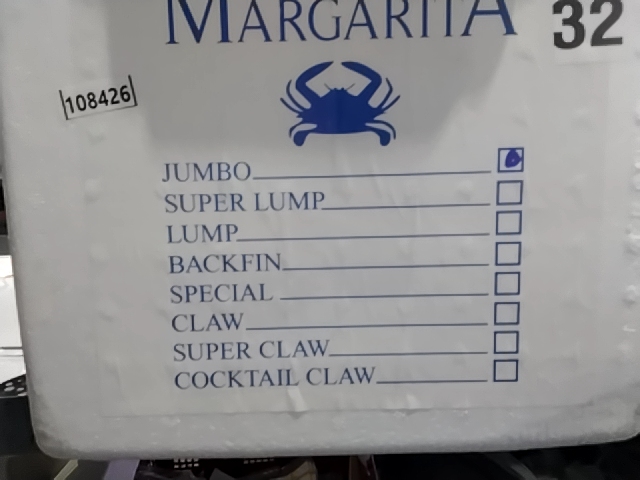 MARGARITA
32
108426
JUMBO
SUPER LUMP
LUMP
BACKFIN
SPECIAL
CLAW
SUPER CLAW
COCKTAIL CLAW